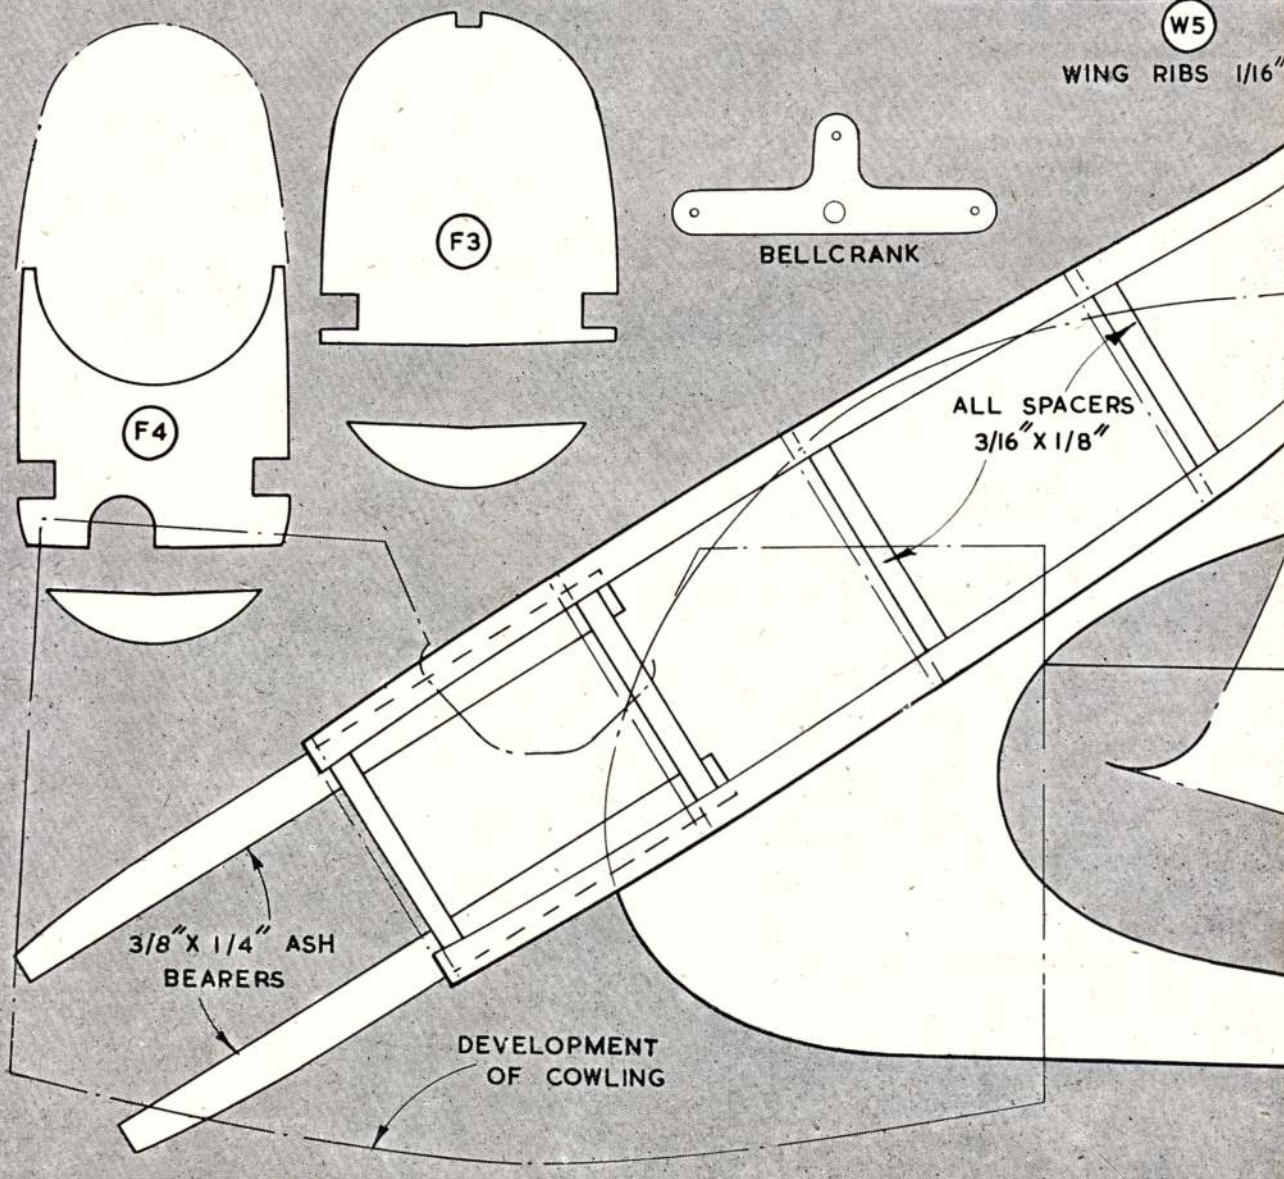 W5
WING RIBS 1/16"
F3
BELLCRANK
F4
ALL SPACERS
3/16" X 1/8"
3/8" X 1/4" ASH
BEARERS
DEVELOPMENT
OF COWLING